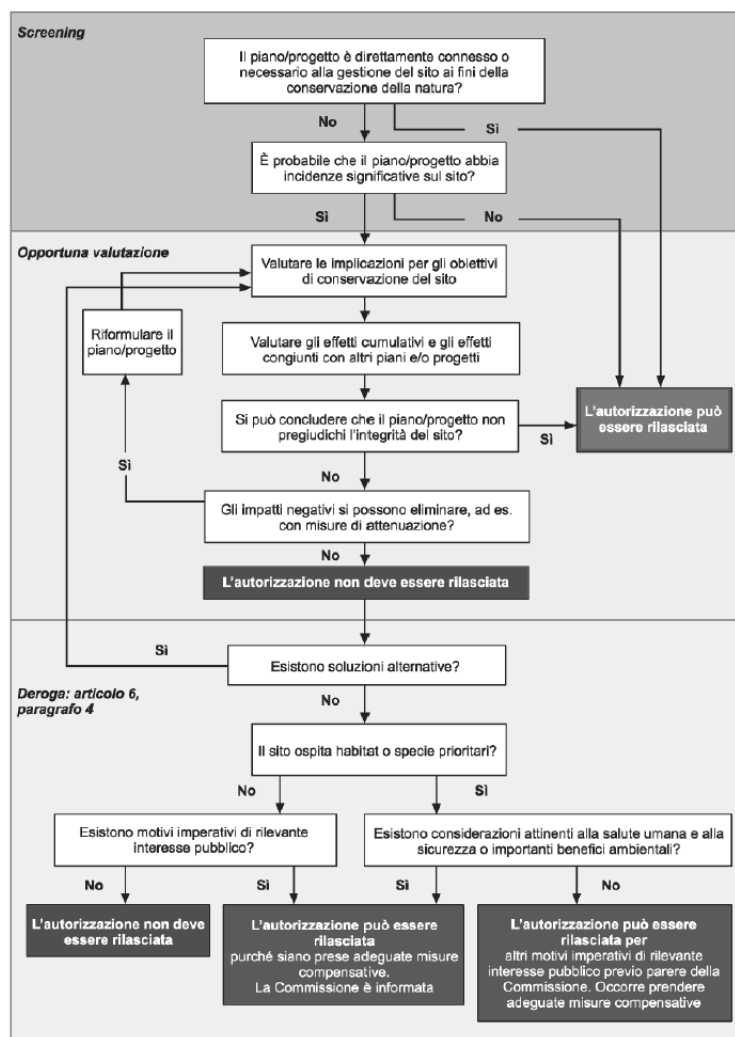 Screening
Il piano/progetto è direttamente connesso o
necessario alla gestione del sito ai fini della
conservazione della natura?
No
Sì
È probabile che il piano/progetto abbia
incidenze significative sul sito?
Sì
No
Opportuna valutazione
Valutare le implicazioni per gli obiettivi
di conservazione del sito
Riformulare il
piano/progetto
Valutare gli effetti cumulativi e gli effetti
congiunti con altri piani e/o progetti
L'autorizzazione può
essere rilasciata
Si può concludere che il piano/progetto non
pregiudichi l'integrità del sito?
Sì
Sì
No
Gli impatti negativi si possono eliminare, ad es.
con misure di attenuazione?
No
L'autorizzazione non deve essere rilasciata
Sì
Esistono soluzioni alternative?
Deroga: articolo 6,
paragrafo 4
No
Il sito ospita habitat o specie prioritari?
No
Sì
Esistono motivi imperativi di rilevante
interesse pubblico?
Esistono considerazioni attinenti alla salute umana e alla
sicurezza o importanti benefici ambientali?
No
Sì
Sì
No
L'autorizzazione non deve
essere rilasciata
L'autorizzazione può essere
rilasciata
purché siano prese adeguate misure
compensative.
La Commissione è informata
L'autorizzazione può essere
rilasciata per
altri motivi imperativi di rilevante
interesse pubblico previo parere della
Commissione. Occorre prendere
adeguate misure compensative